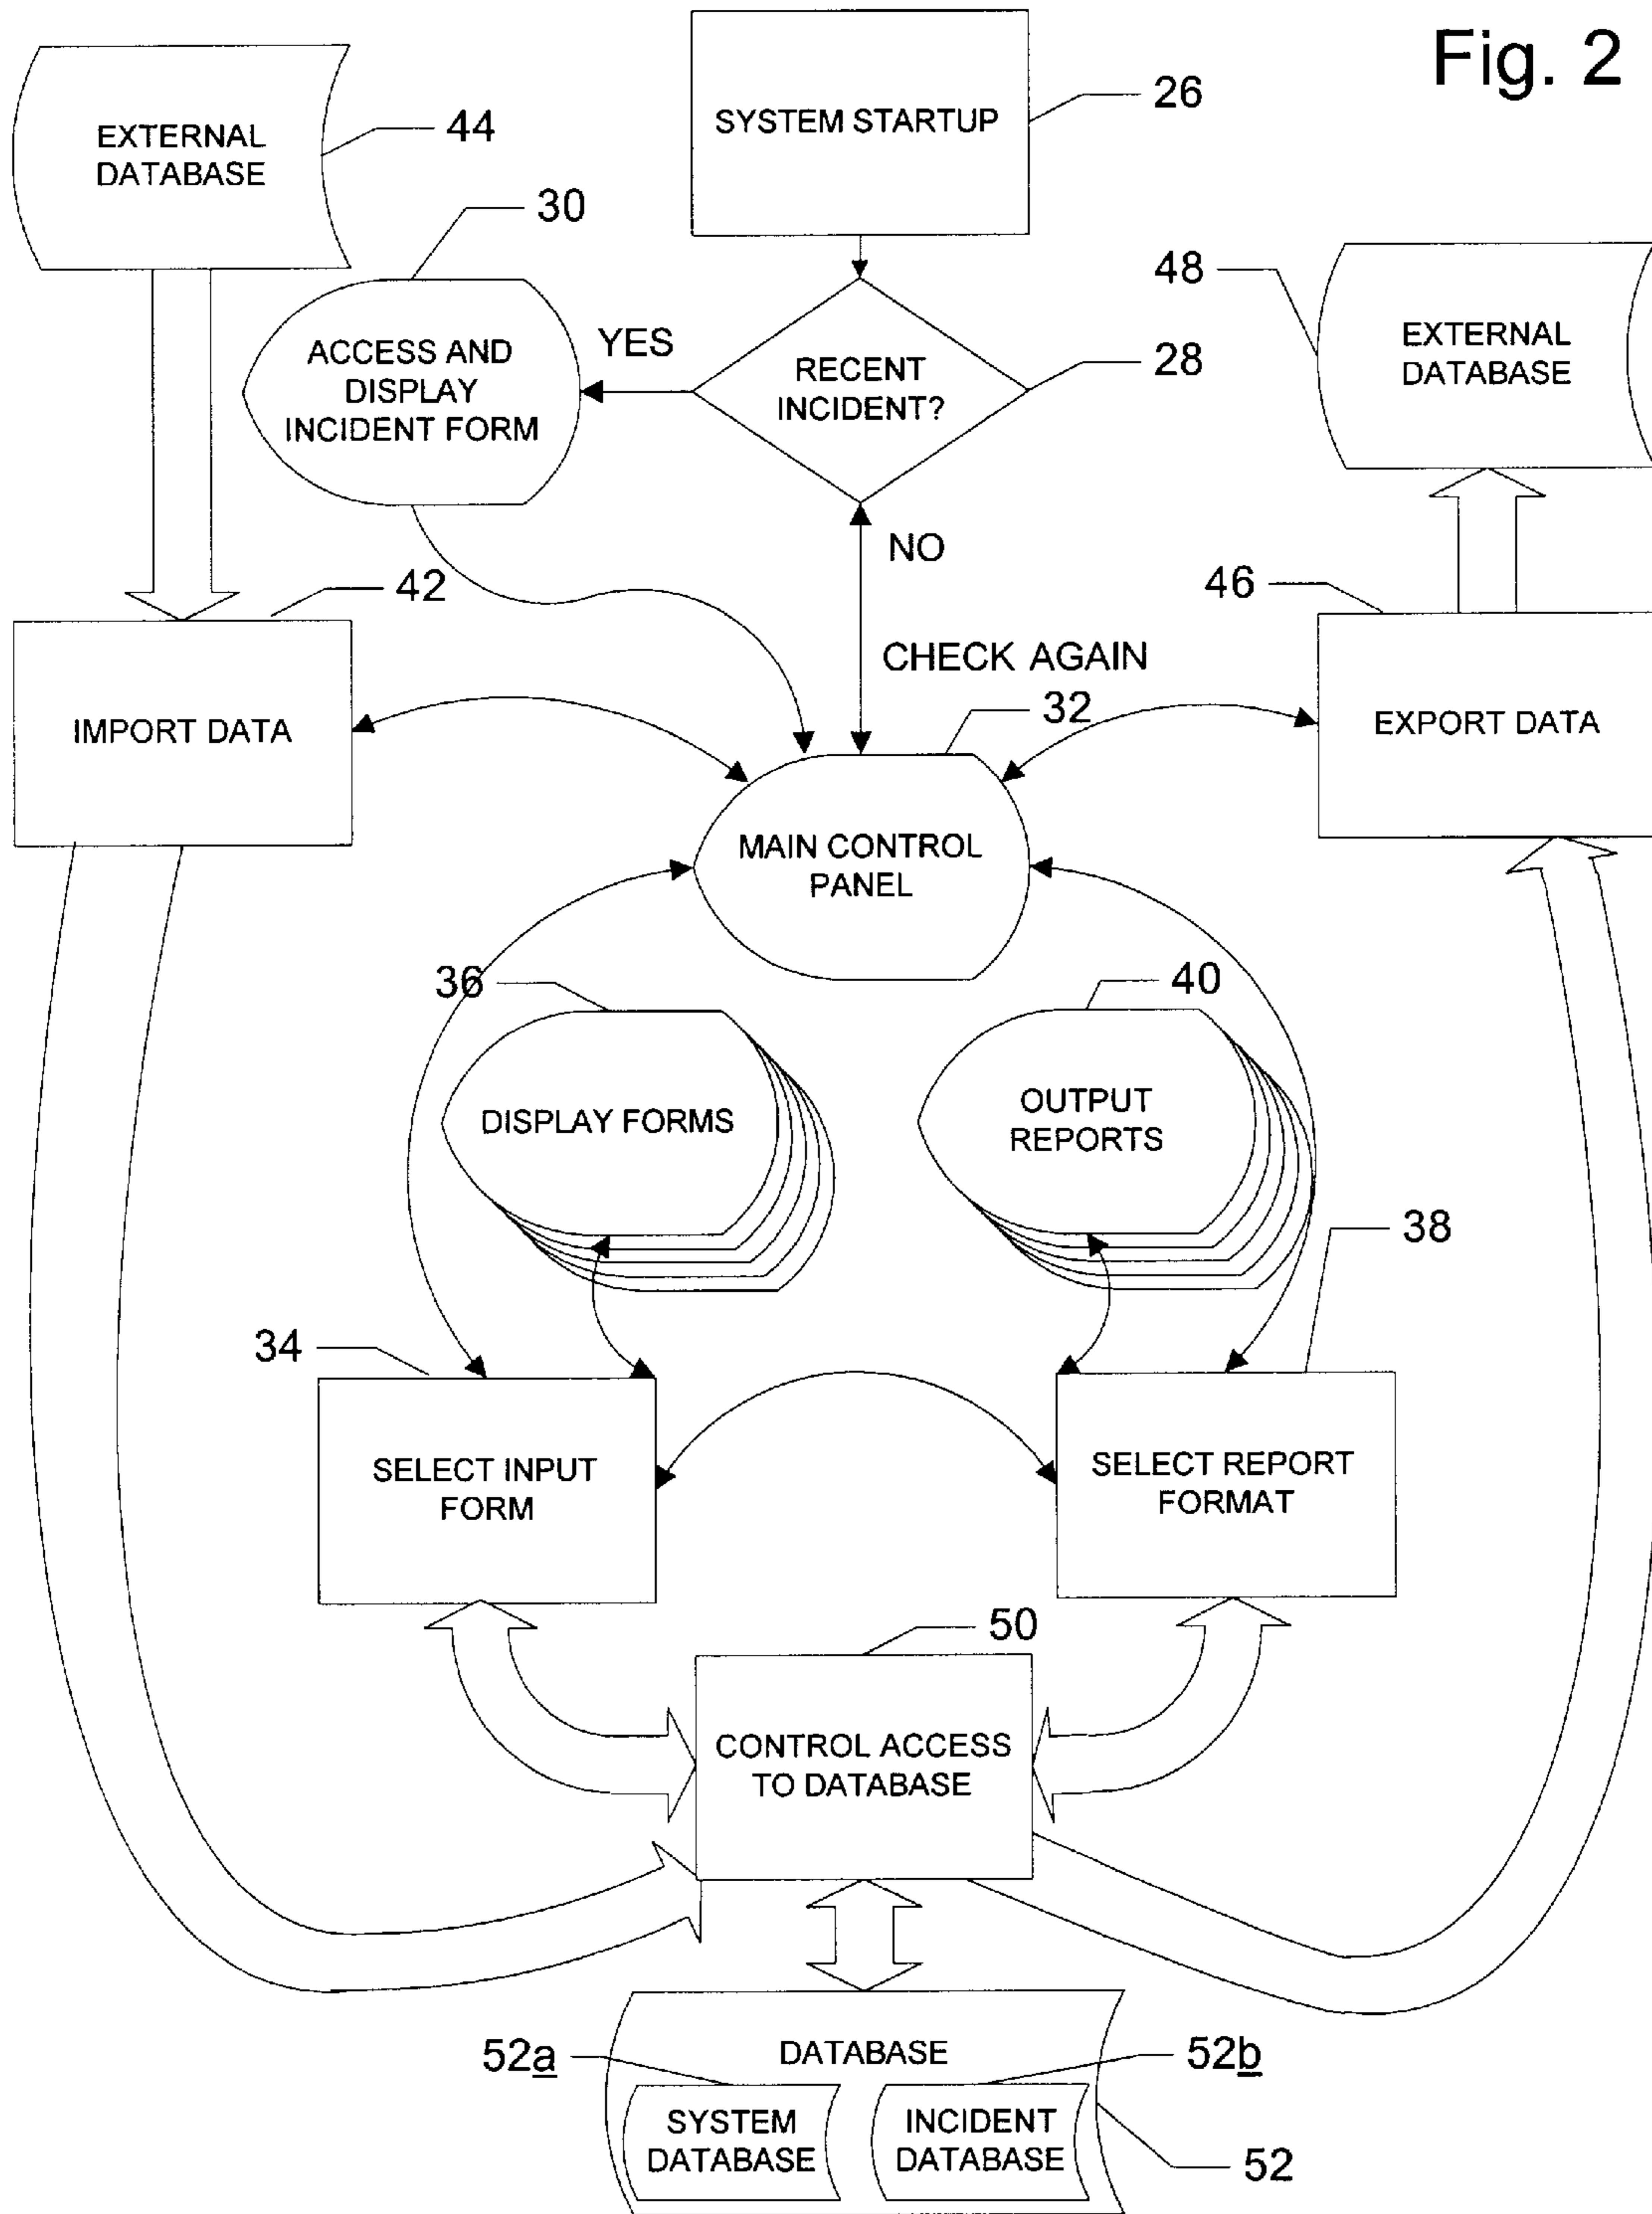 Fig. 2
EXTERNAL
DATABASE
44
SYSTEM STARTUP
26
30
ACCESS AND
DISPLAY
INCIDENT FORM
YES
RECENT
INCIDENT?
28
48
EXTERNAL
DATABASE
NO
42
46
CHECK AGAIN
32
IMPORT DATA
EXPORT DATA
MAIN CONTROL
PANEL
36
40
DISPLAY FORMS
OUTPUT
REPORTS
38
34
SELECT INPUT
FORM
SELECT REPORT
FORMAT
50
CONTROL ACCESS
TO DATABASE
52a
DATABASE
52b
SYSTEM
DATABASE
INCIDENT
DATABASE
52